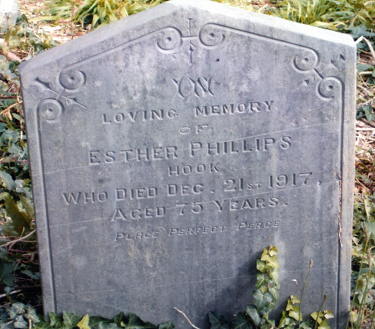 IN
LOVING MEMORY
OF
ESTHER PHILLIPS
HOOK
WHO DIED DEC. 21ST 1917,
AGED 75 YEARS.
PEACE PERFECT PEACE